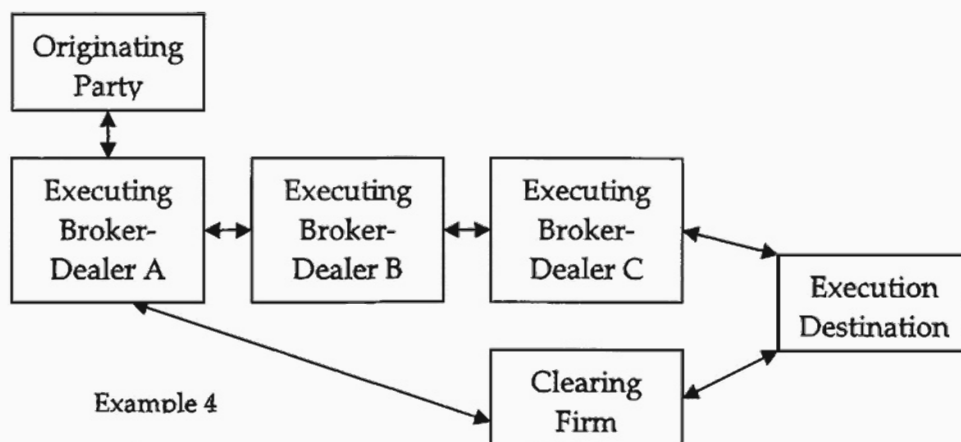 Originating
Party
Executing
Broker-
Dealer A
Executing
Broker-
Dealer B
Executing
Broker-
Dealer C
Execution
Destination
Clearing
Firm
Example 4